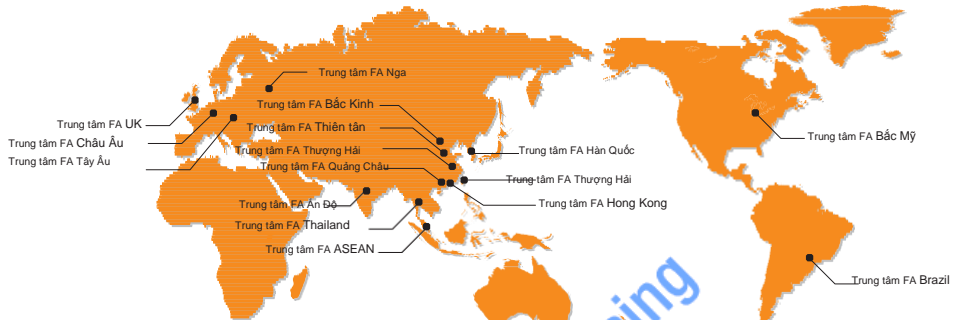 Trung tâm FA Nga
Trung tâm FA Bắc Kinh
Trung tâm FA UK
Trung tâm FA Thiên tân
Trung tâm FA Châu Âu
Trung tâm FA Bắc Mỹ
Trung tâm FA Thượng Hải
Trung tâm FA Hàn Quốc
Trung tâm FA Tây Âu
Trung tâm FA Quảng Châu
Trung tâm FA Thượng Hải
Trung tâm FA Ấn Độ
Trung tâm FA Hong Kong
Trung tâm FA Thailand
Trung tâm FA ASEAN
Trung tâm FA Brazil